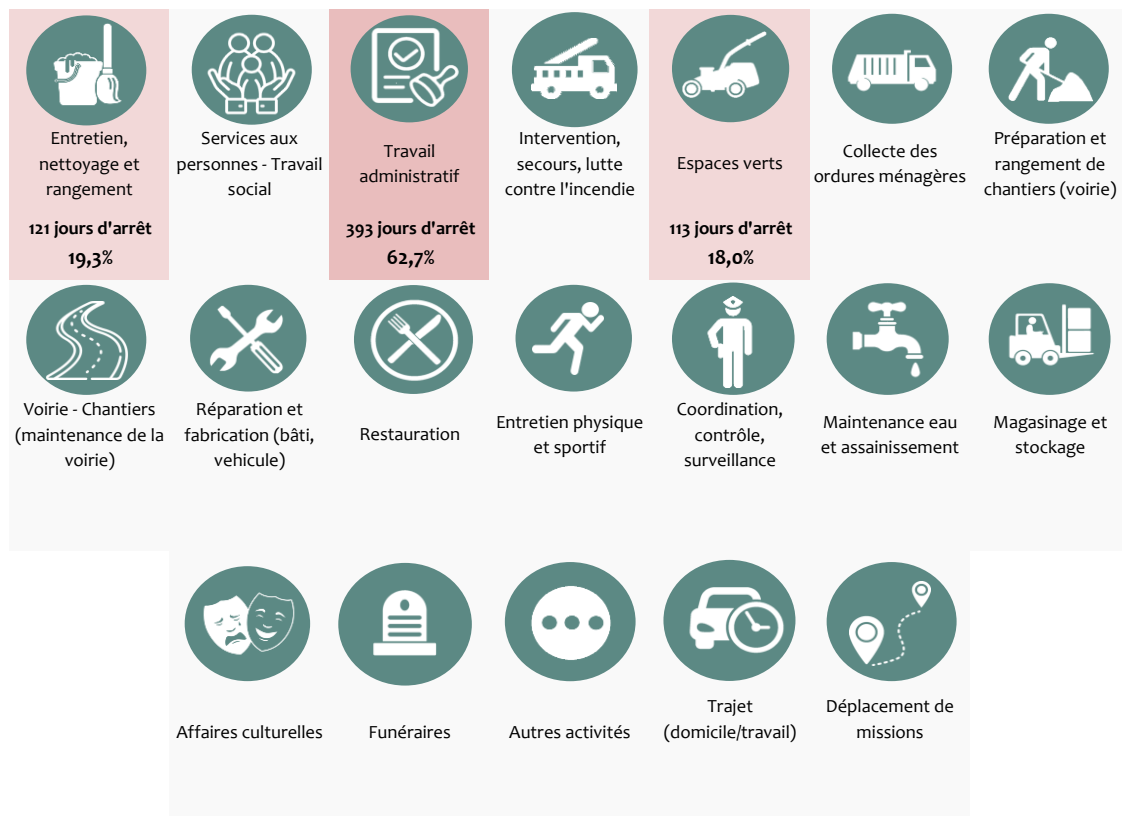 Entretien,
nettoyage et
rangement
121 jours d'arrêt
19,3%
Services aux
personnes - Travail
social
Travail
administratif
393 jours d'arrêt
62,7%
Intervention,
secours, lutte
contre l'incendie
Espaces verts
113 jours d'arrêt
18,0%
Collecte des
ordures ménagères
Préparation et
rangement de
chantiers (voirie)
Voirie - Chantiers
(maintenance de la
voirie)
Réparation et
fabrication (bâti,
vehicule)
Restauration
Entretien physique
et sportif
Coordination,
contrôle,
surveillance
Maintenance eau
et assainissement
Magasinage et
stockage
Affaires culturelles
Funéraires
Autres activités
Trajet
(domicile/travail)
Déplacement de
missions